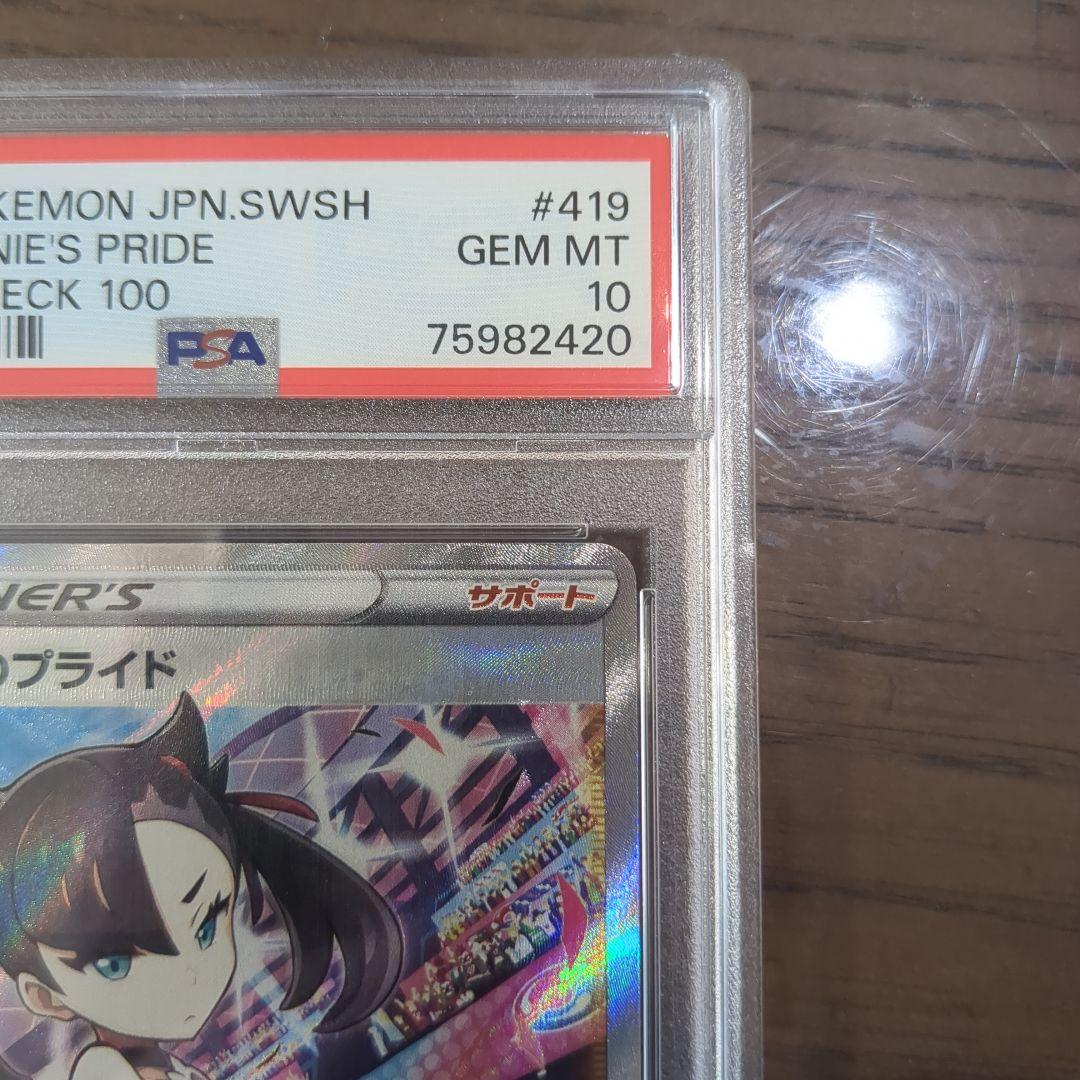 KEMON JPN.SWSH #419
NIE'S PRIDE GEM MT
ECK 100 10
PSA 75982420
NER'S サポート
のプライド